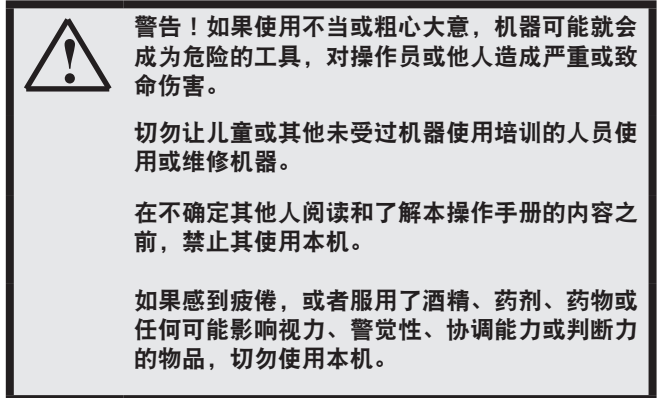 警告！如果使用不当或粗心大意，机器可能就会
成为危险的工具，对操作员或他人造成严重或致
命伤害。
切勿让儿童或其他未受过机器使用培训的人员使
用或维修机器。
在不确定其他人阅读和了解本操作手册的内容之
前，禁止其使用本机。
如果感到疲倦，或者服用了酒精、药剂、药物或
任何可能影响视力、警觉性、协调能力或判断力
的物品，切勿使用本机。